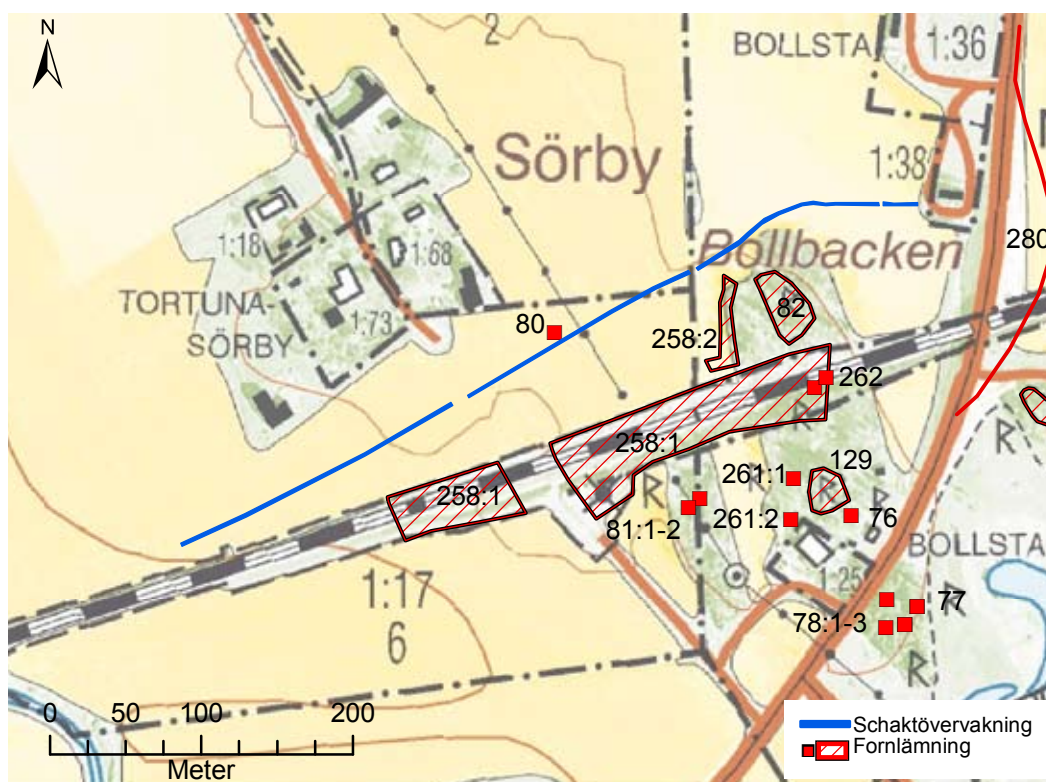 N
2
BOLLSTA
1:36
Sörby
1:38
1:18
1:68
Bollbacken
280
TORTUNA-
SÖRBY
1:73
80
82
258:2
262
258:1
258:1
129
261:1
81:1-2
261:2
76
R
R
R
R
R
BOLLSTA
1:25
1:17
6
78:1-3
77
0 50 100 200
Meter
Schaktövervakning
Fornlämning